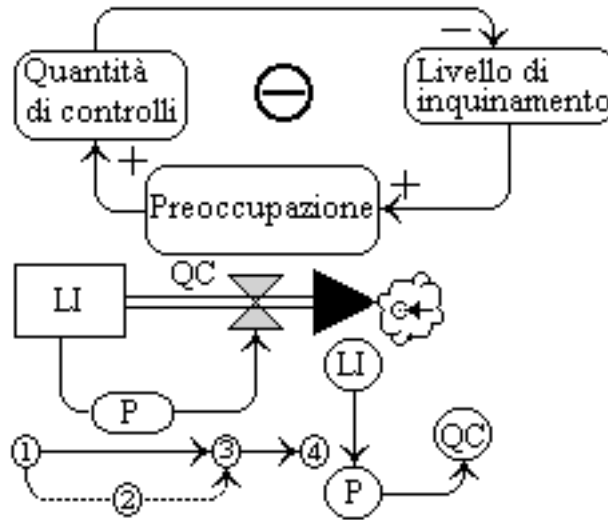 Quantità
di controlli
−
Livello di
inquinamento
−
+
Preoccupazione
+
QC
LI
P
LI
QC
P
1
3
4
2